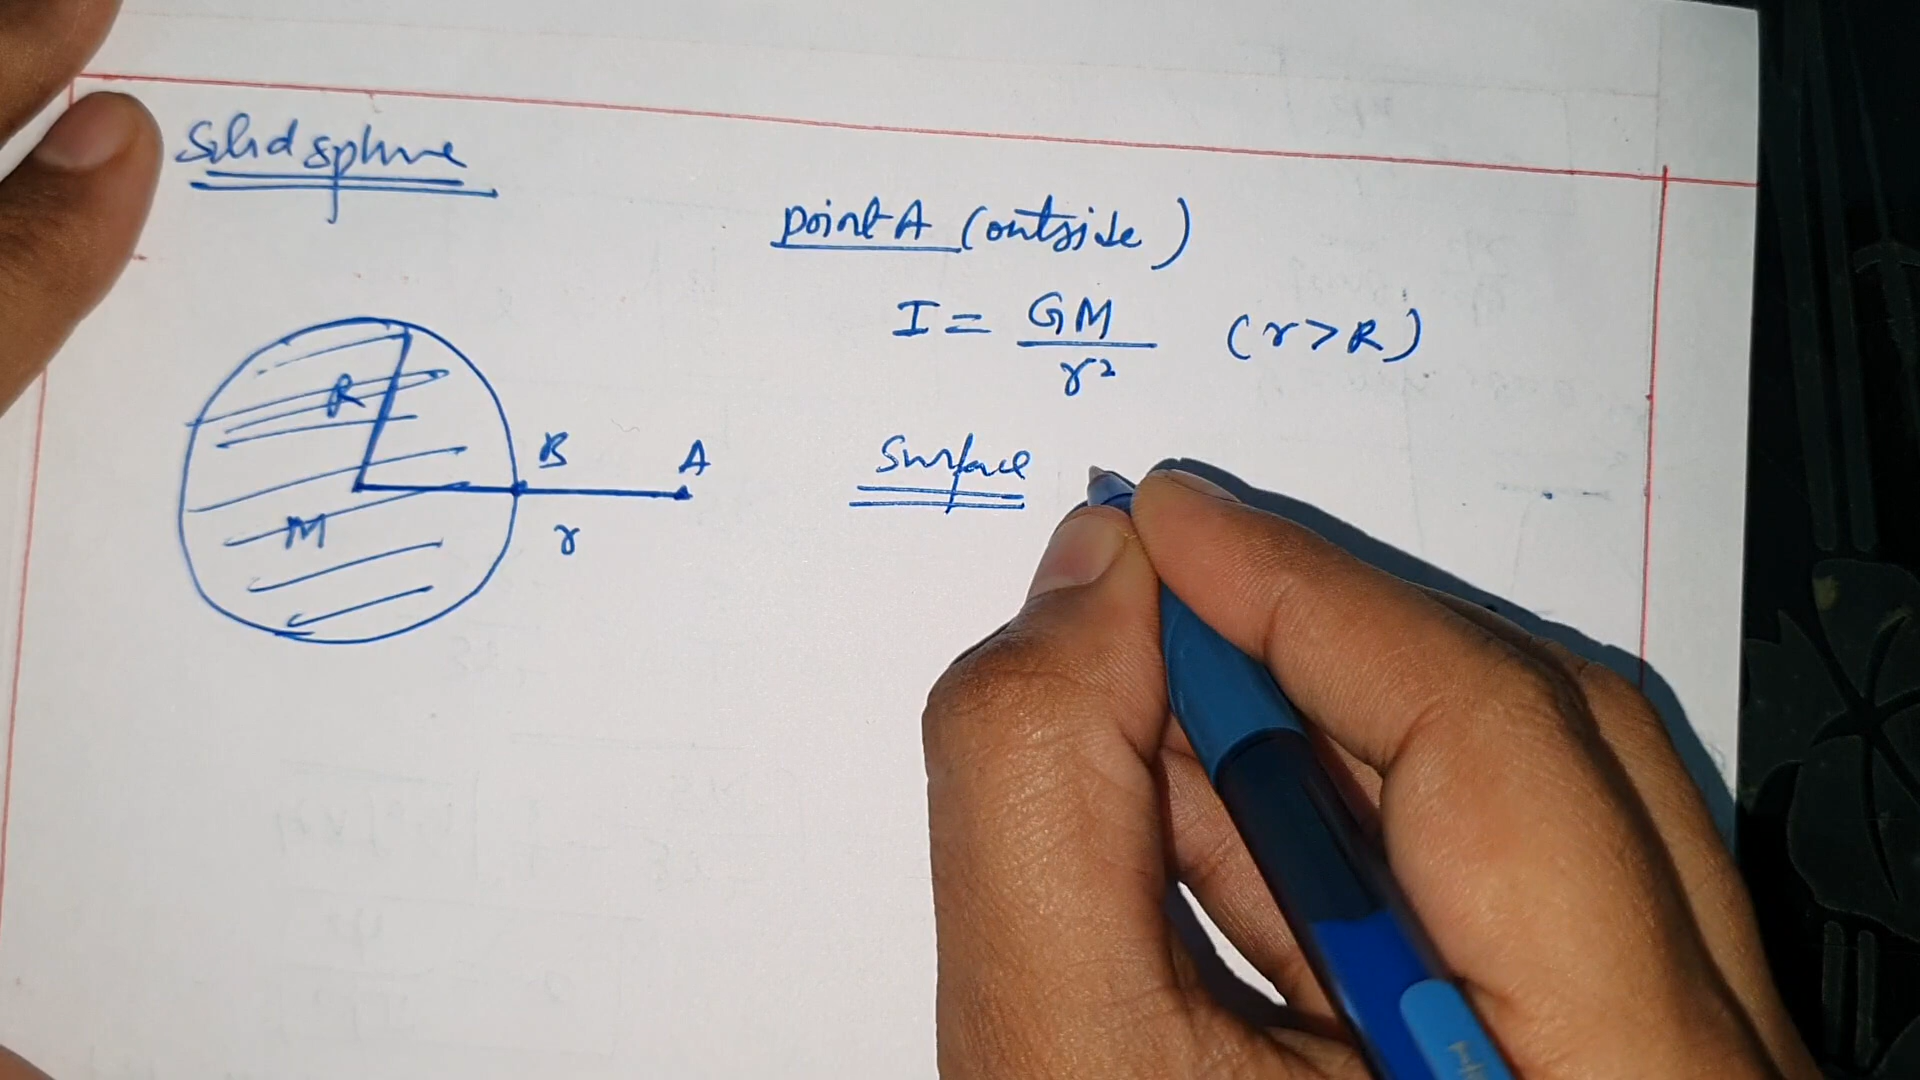 Solid sphere
point A (outside)
I = GM / r² (r > R)
R
B A
Surface
M
r